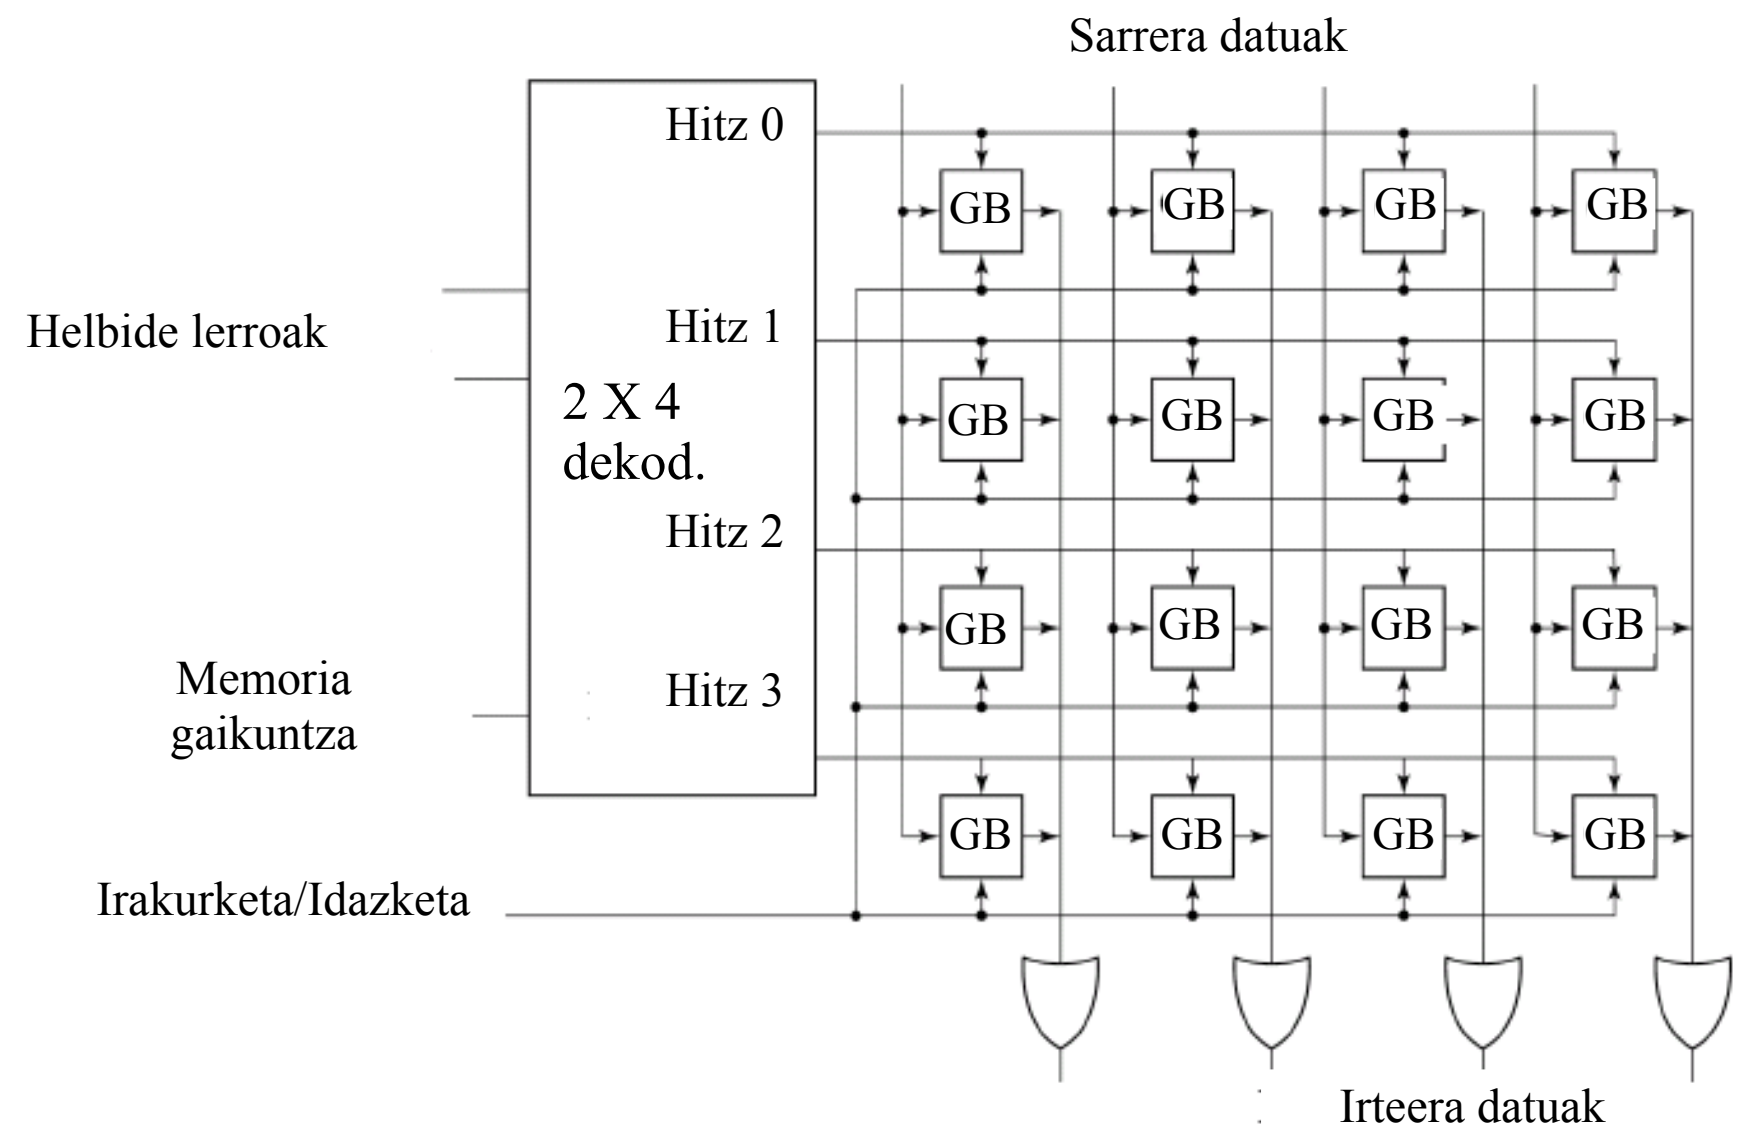 Sarrera datuak
Hitz 0
GB GB GB GB
Helbide lerroak
Hitz 1
2 X 4
dekod.
GB GB GB GB
Hitz 2
GB GB GB GB
Memoria
gaikuntza
Hitz 3
GB GB GB GB
Irakurketa/Idazketa
Irteera datuak